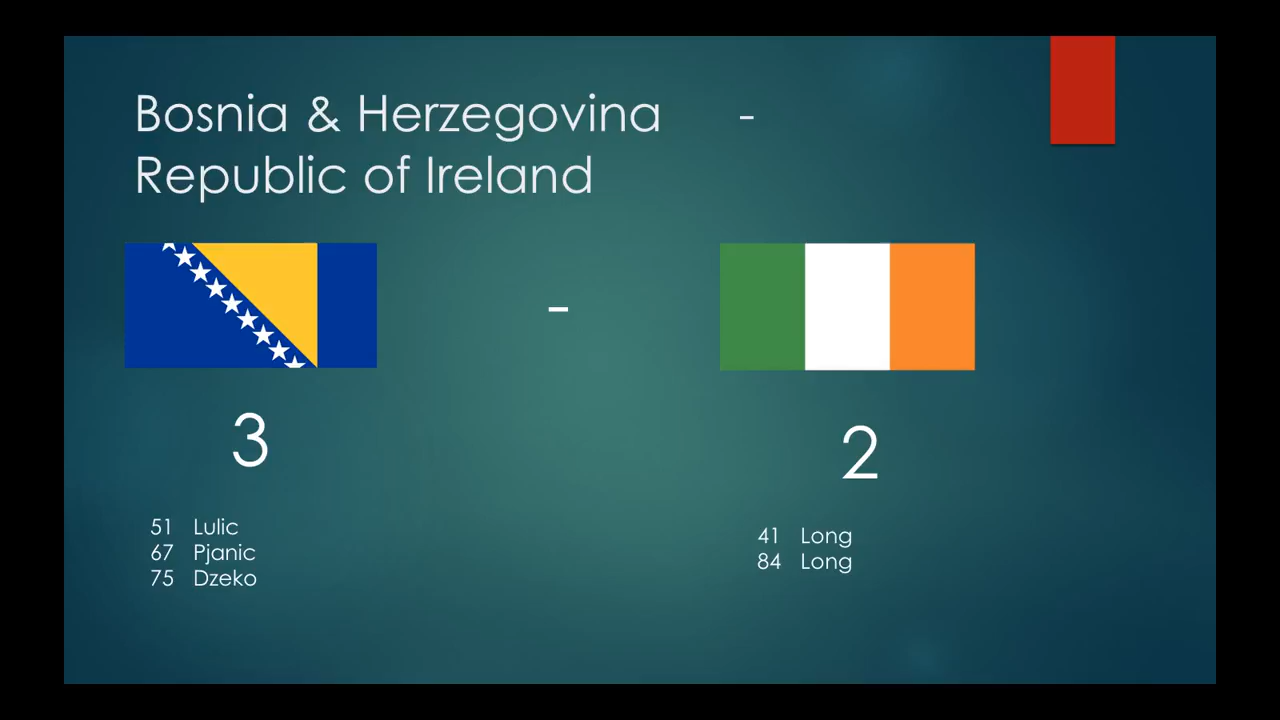 Bosnia & Herzegovina -
Republic of Ireland
-
3
2
51 Lulic
67 Pjanic
75 Dzeko
41 Long
84 Long